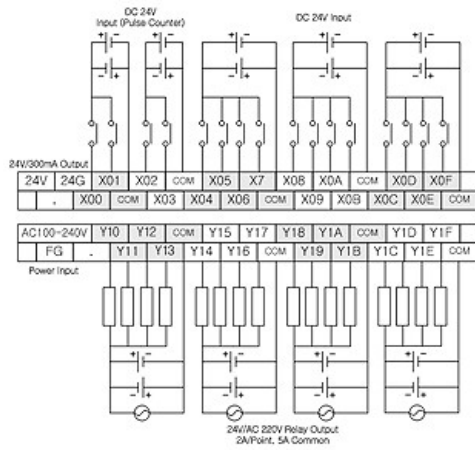 DC 24V
Input (Pulse Counter)
DC 24V Input
24V/300mA Output
24V 24G X01 X02 COM X05 X7 X08 X0A COM X0D X0F
. X00 COM X03 X04 X06 COM X09 X0B X0C X0E COM
AC100-240V Y10 Y12 COM Y15 Y17 Y18 Y1A COM Y1D Y1F
FG . Y11 Y13 Y14 Y16 COM Y19 Y1B Y1C Y1E COM
Power Input
24V/AC 220V Relay Output
2A/Point, 5A Common